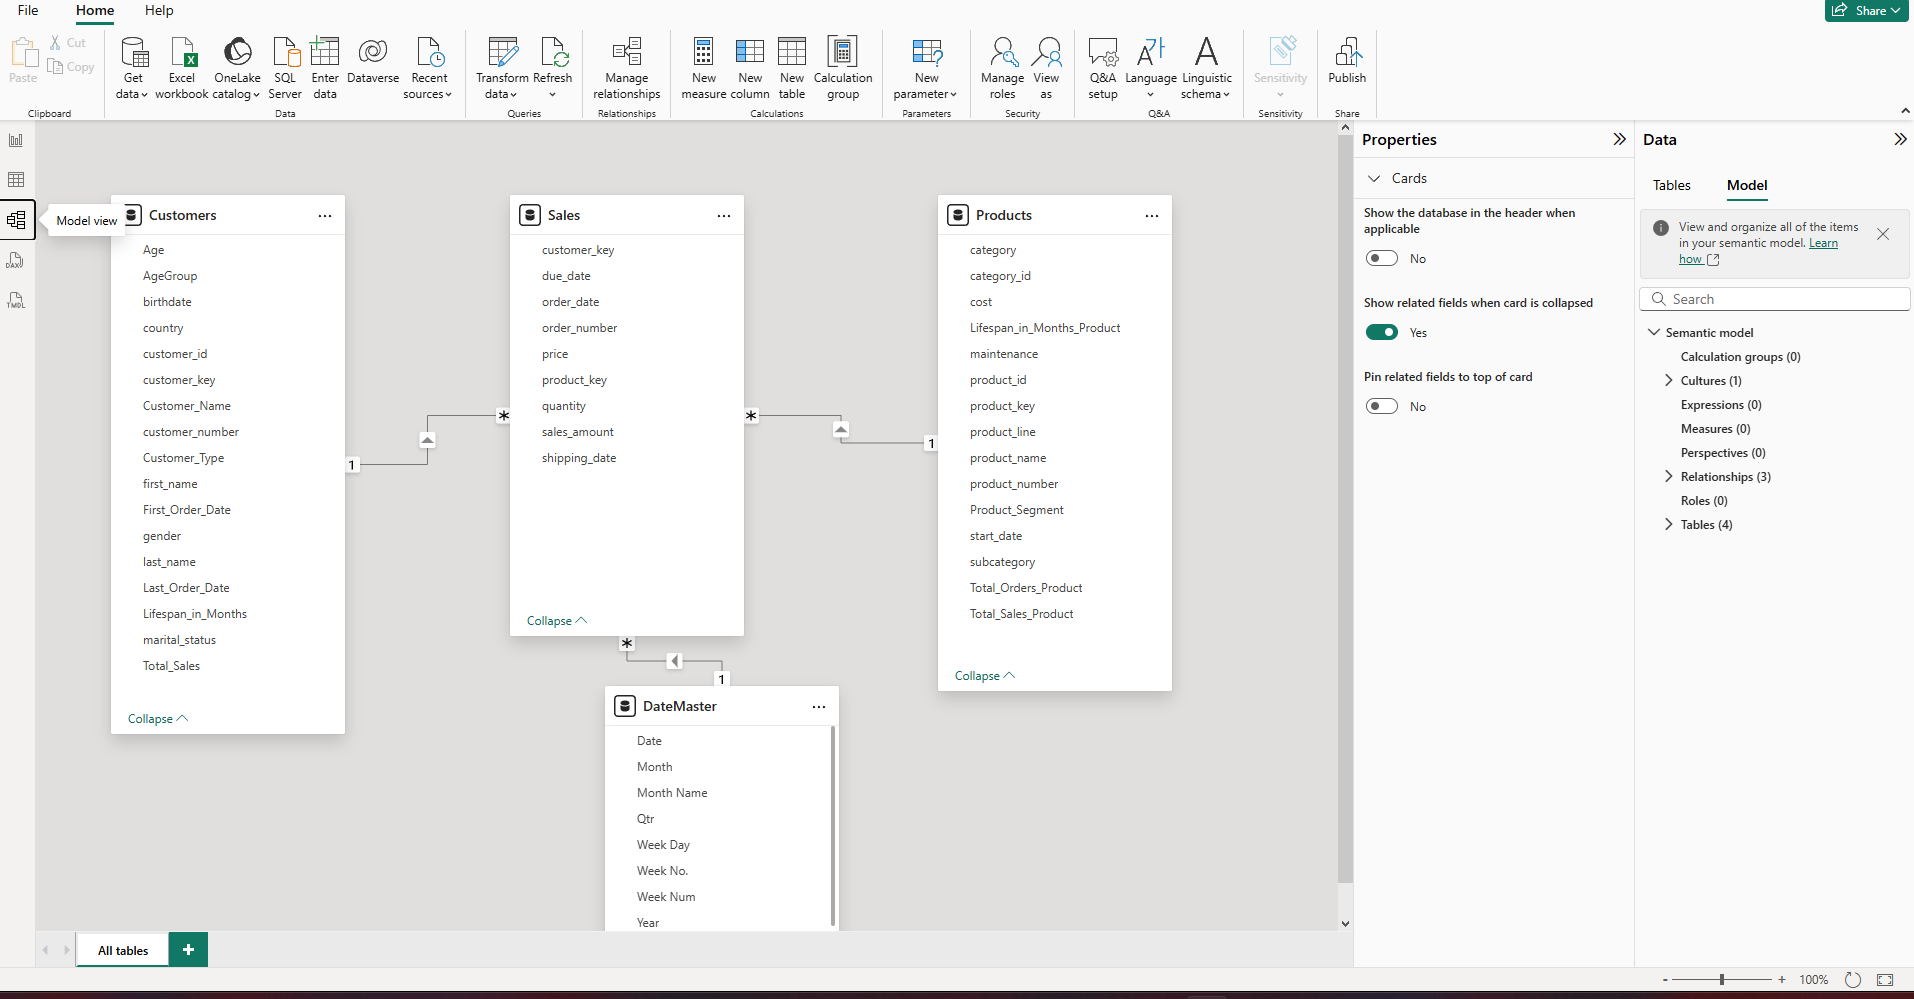 File Home Help
Share
Paste
Cut
Copy
Get data
Excel workbook
OneLake catalog
SQL Server
Enter data
Dataverse
Recent sources
Transform data
Refresh
Manage relationships
New measure
New column
New table
Calculation group
New parameter
Manage roles
View as
Q&A setup
Language
Linguistic schema
Sensitivity
Publish
Clipboard
Data
Queries
Relationships
Calculations
Parameters
Security
Q&A
Sensitivity
Share
DAX
TMDL
Model view
Customers
Age
AgeGroup
birthdate
country
customer_id
customer_key
Customer_Name
customer_number
Customer_Type
first_name
First_Order_Date
gender
last_name
Last_Order_Date
Lifespan_in_Months
marital_status
Total_Sales
Collapse
1
*
Sales
customer_key
due_date
order_date
order_number
price
product_key
quantity
sales_amount
shipping_date
Collapse
*
1
Products
category
category_id
cost
Lifespan_in_Months_Product
maintenance
product_id
product_key
product_line
product_name
product_number
Product_Segment
start_date
subcategory
Total_Orders_Product
Total_Sales_Product
Collapse
*
1
DateMaster
Date
Month
Month Name
Qtr
Week Day
Week No.
Week Num
Year
Properties
Cards
Show the database in the header when
applicable
No
Show related fields when card is collapsed
Yes
Pin related fields to top of card
No
Data
Tables Model
View and organize all of the items
in your semantic model. Learn
how
Search
Semantic model
Calculation groups (0)
Cultures (1)
Expressions (0)
Measures (0)
Perspectives (0)
Relationships (3)
Roles (0)
Tables (4)
All tables
+
- + 100%